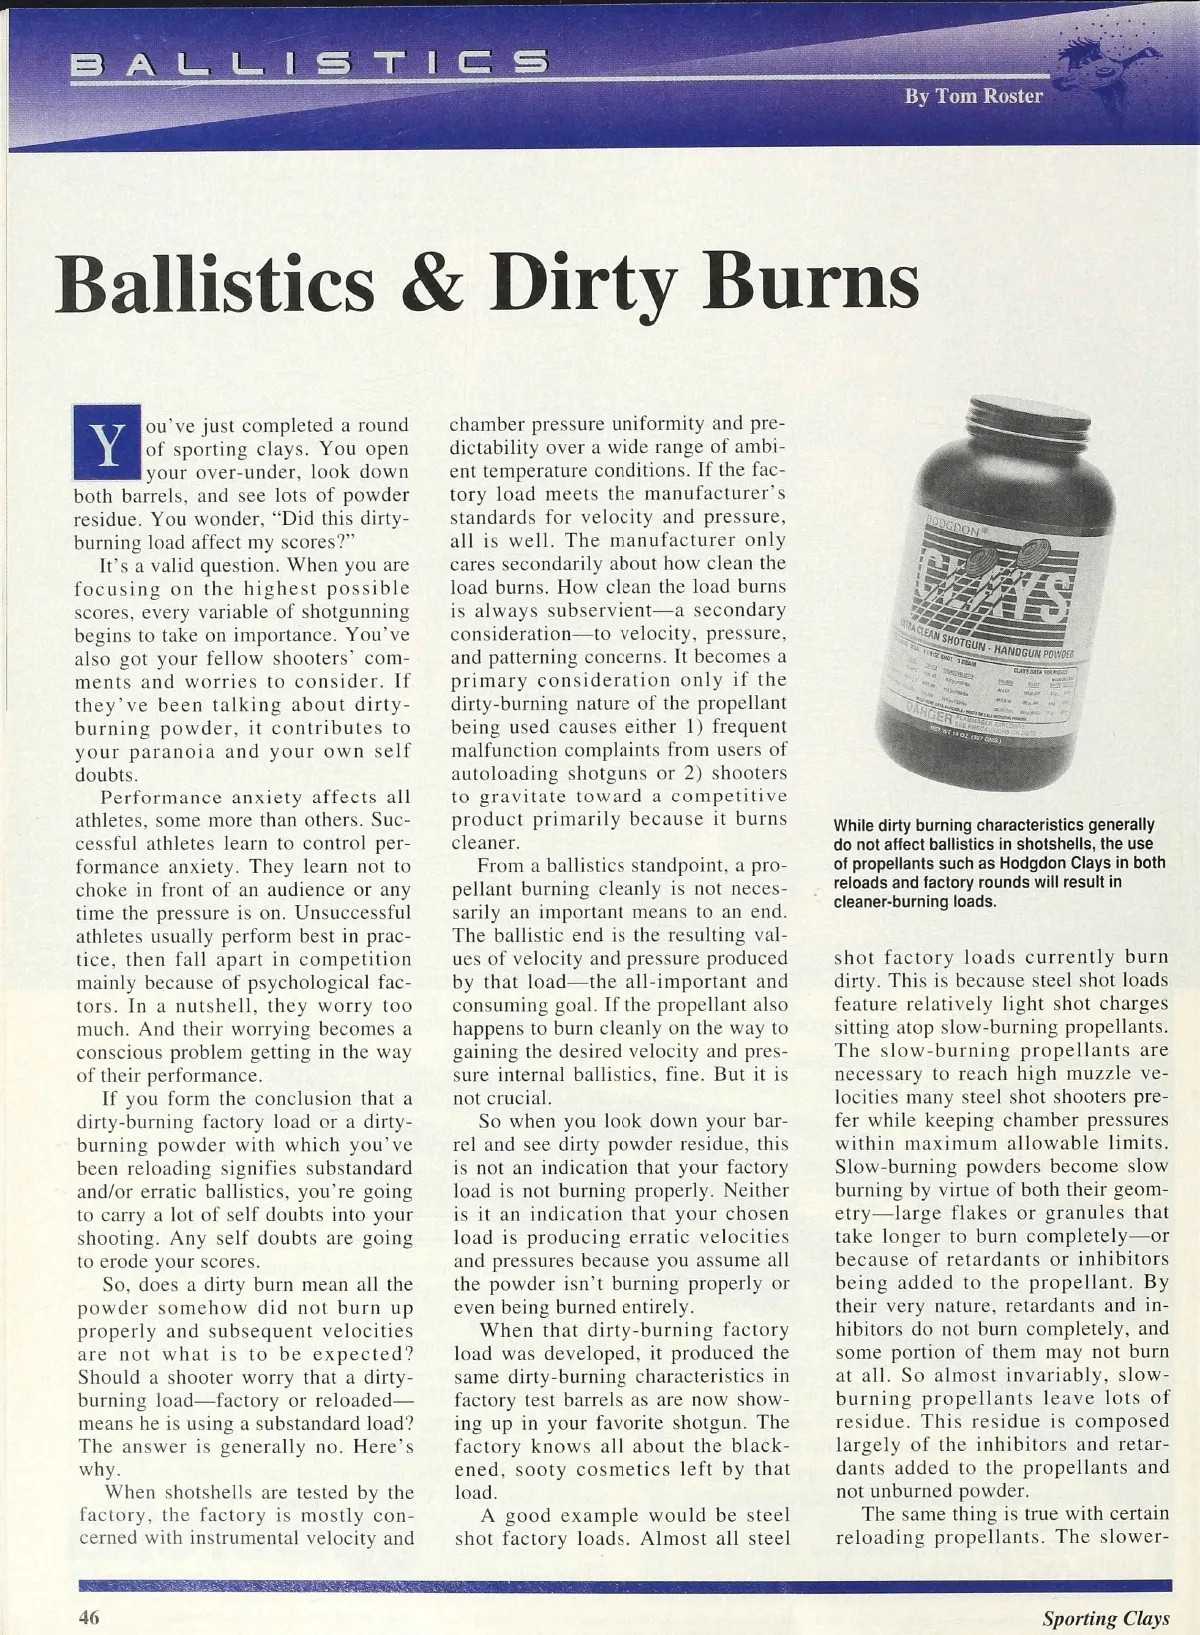 BALLISTICS
By Tom Roster
Ballistics & Dirty Burns
You've just completed a round
of sporting clays. You open
your over-under, look down
both barrels, and see lots of powder
residue. You wonder, “Did this dirty-
burning load affect my scores?”
It's a valid question. When you are
focusing on the highest possible
scores, every variable of shotgunning
begins to take on importance. You've
also got your fellow shooters' com-
ments and worries to consider. If
they've been talking about dirty-
burning powder, it contributes to
your paranoia and your own self
doubts.
Performance anxiety affects all
athletes, some more than others. Suc-
cessful athletes learn to control per-
formance anxiety. They learn not to
choke in front of an audience or any
time the pressure is on. Unsuccessful
athletes usually perform best in prac-
tice, then fall apart in competition
mainly because of psychological fac-
tors. In a nutshell, they worry too
much. And their worrying becomes a
conscious problem getting in the way
of their performance.
If you form the conclusion that a
dirty-burning factory load or a dirty-
burning powder with which you've
been reloading signifies substandard
and/or erratic ballistics, you're going
to carry a lot of self doubts into your
shooting. Any self doubts are going
to erode your scores.
So, does a dirty burn mean all the
powder somehow did not burn up
properly and subsequent velocities
are not what is to be expected?
Should a shooter worry that a dirty-
burning load—factory or reloaded—
means he is using a substandard load?
The answer is generally no. Here's
why.
When shotshells are tested by the
factory, the factory is mostly con-
cerned with instrumental velocity and
chamber pressure uniformity and pre-
dictability over a wide range of ambi-
ent temperature conditions. If the fac-
tory load meets the manufacturer's
standards for velocity and pressure,
all is well. The manufacturer only
cares secondarily about how clean the
load burns. How clean the load burns
is always subservient—a secondary
consideration—to velocity, pressure,
and patterning concerns. It becomes a
primary consideration only if the
dirty-burning nature of the propellant
being used causes either 1) frequent
malfunction complaints from users of
autoloading shotguns or 2) shooters
to gravitate toward a competitive
product primarily because it burns
cleaner.
From a ballistics standpoint, a pro-
pellant burning cleanly is not neces-
sarily an important means to an end.
The ballistic end is the resulting val-
ues of velocity and pressure produced
by that load—the all-important and
consuming goal. If the propellant also
happens to burn cleanly on the way to
gaining the desired velocity and pres-
sure internal ballistics, fine. But it is
not crucial.
So when you look down your bar-
rel and see dirty powder residue, this
is not an indication that your factory
load is not burning properly. Neither
is it an indication that your chosen
load is producing erratic velocities
and pressures because you assume all
the powder isn't burning properly or
even being burned entirely.
When that dirty-burning factory
load was developed, it produced the
same dirty-burning characteristics in
factory test barrels as are now show-
ing up in your favorite shotgun. The
factory knows all about the black-
ened, sooty cosmetics left by that
load.
A good example would be steel
shot factory loads. Almost all steel
HODGDON®
CLAYS
EXTRA CLEAN SHOTGUN - HANDGUN POWDER
DANGER
NET WT 14 OZ. (397 GMS.)
While dirty burning characteristics generally
do not affect ballistics in shotshells, the use
of propellants such as Hodgdon Clays in both
reloads and factory rounds will result in
cleaner-burning loads.
shot factory loads currently burn
dirty. This is because steel shot loads
feature relatively light shot charges
sitting atop slow-burning propellants.
The slow-burning propellants are
necessary to reach high muzzle ve-
locities many steel shot shooters pre-
fer while keeping chamber pressures
within maximum allowable limits.
Slow-burning powders become slow
burning by virtue of both their geom-
etry—large flakes or granules that
take longer to burn completely—or
because of retardants or inhibitors
being added to the propellant. By
their very nature, retardants and in-
hibitors do not burn completely, and
some portion of them may not burn
at all. So almost invariably, slow-
burning propellants leave lots of
residue. This residue is composed
largely of the inhibitors and retar-
dants added to the propellants and
not unburned powder.
The same thing is true with certain
reloading propellants. The slower-
46
Sporting Clays